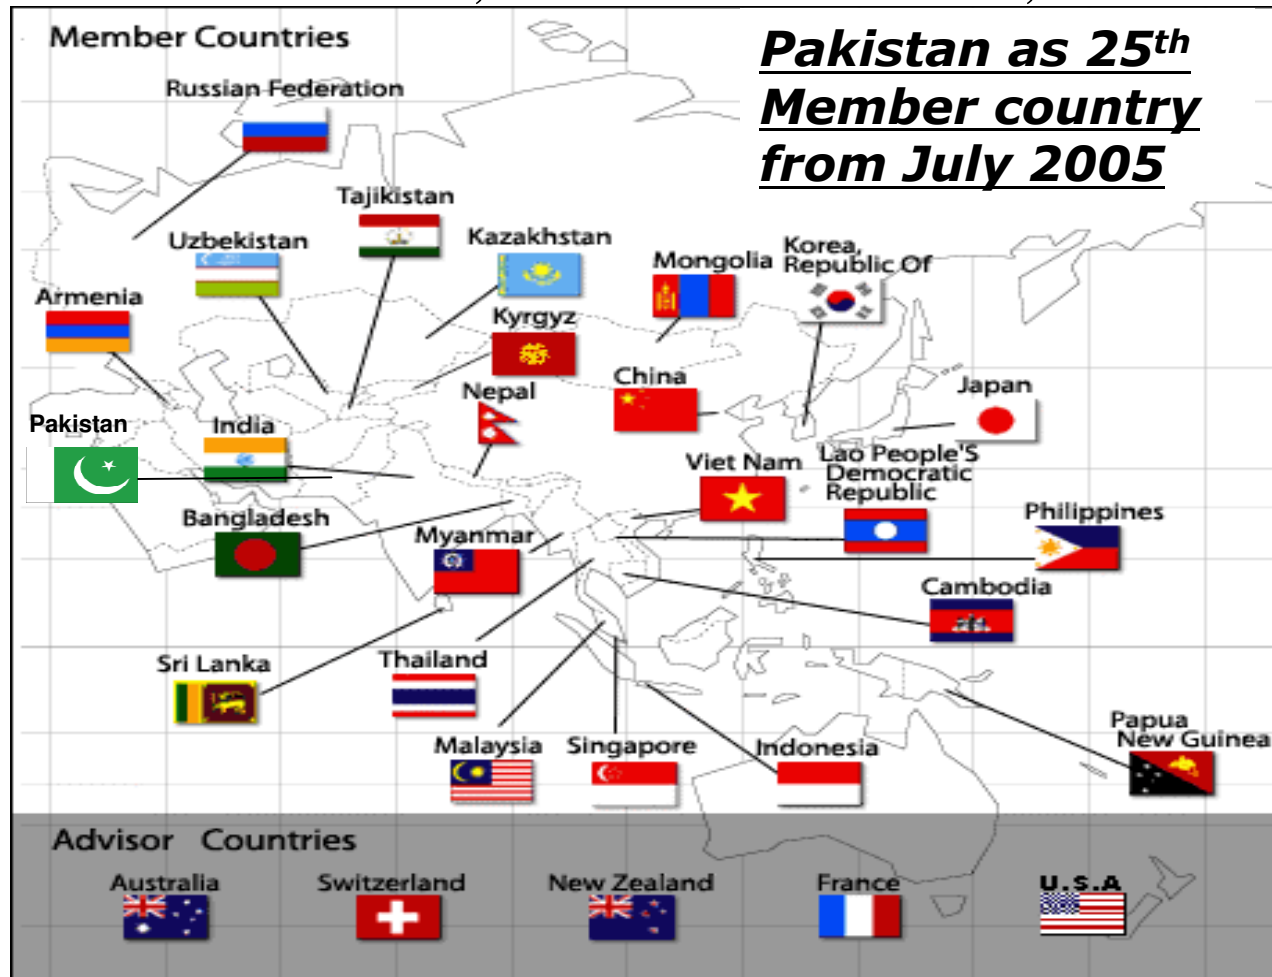 Member Countries
Pakistan as 25th
Member country
from July 2005
Russian Federation
Tajikistan
Uzbekistan
Kazakhstan
Mongolia
Korea,
Republic Of
Armenia
Kyrgyz
China
Nepal
Japan
Pakistan
India
Viet Nam
Lao People'S
Democratic
Republic
Bangladesh
Myanmar
Philippines
Cambodia
Sri Lanka
Thailand
Papua
New Guinea
Malaysia
Singapore
Indonesia
Advisor Countries
Australia
Switzerland
New Zealand
France
U.S.A